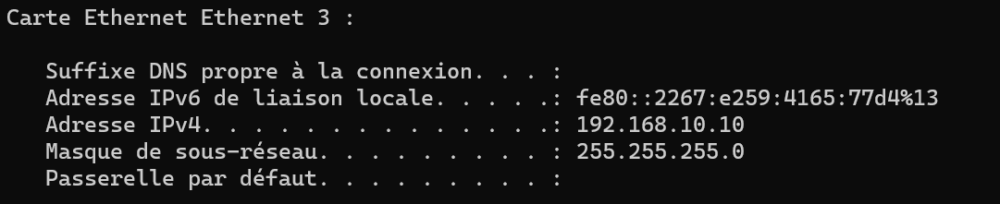 Carte Ethernet Ethernet 3 :
Suffixe DNS propre à la connexion. . . :
Adresse IPv6 de liaison locale. . . . .: fe80::2267:e259:4165:77d4%13
Adresse IPv4. . . . . . . . . . . . . .: 192.168.10.10
Masque de sous-réseau. . . . . . . . . : 255.255.255.0
Passerelle par défaut. . . . . . . . . :